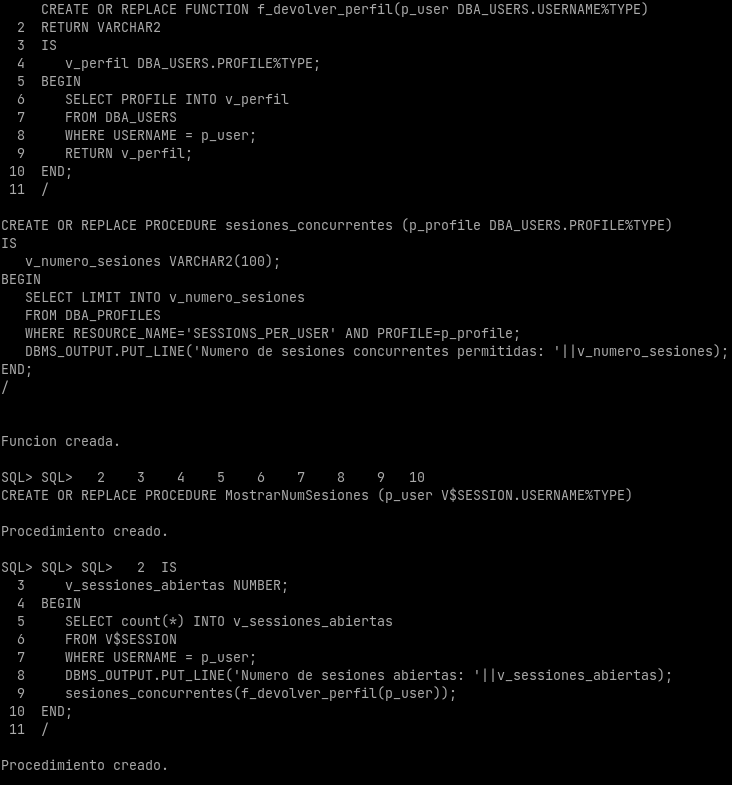 CREATE OR REPLACE FUNCTION f_devolver_perfil(p_user DBA_USERS.USERNAME%TYPE)
2 RETURN VARCHAR2
3 IS
4 v_perfil DBA_USERS.PROFILE%TYPE;
5 BEGIN
6 SELECT PROFILE INTO v_perfil
7 FROM DBA_USERS
8 WHERE USERNAME = p_user;
9 RETURN v_perfil;
10 END;
11 /
CREATE OR REPLACE PROCEDURE sesiones_concurrentes (p_profile DBA_USERS.PROFILE%TYPE)
IS
v_numero_sesiones VARCHAR2(100);
BEGIN
SELECT LIMIT INTO v_numero_sesiones
FROM DBA_PROFILES
WHERE RESOURCE_NAME='SESSIONS_PER_USER' AND PROFILE=p_profile;
DBMS_OUTPUT.PUT_LINE('Numero de sesiones concurrentes permitidas: '||v_numero_sesiones);
END;
/
Funcion creada.
SQL> SQL> 2 3 4 5 6 7 8 9 10
CREATE OR REPLACE PROCEDURE MostrarNumSesiones (p_user V$SESSION.USERNAME%TYPE)
Procedimiento creado.
SQL> SQL> SQL> 2 IS
3 v_sessiones_abiertas NUMBER;
4 BEGIN
5 SELECT count(*) INTO v_sessiones_abiertas
6 FROM V$SESSION
7 WHERE USERNAME = p_user;
8 DBMS_OUTPUT.PUT_LINE('Numero de sesiones abiertas: '||v_sessiones_abiertas);
9 sesiones_concurrentes(f_devolver_perfil(p_user));
10 END;
11 /
Procedimiento creado.